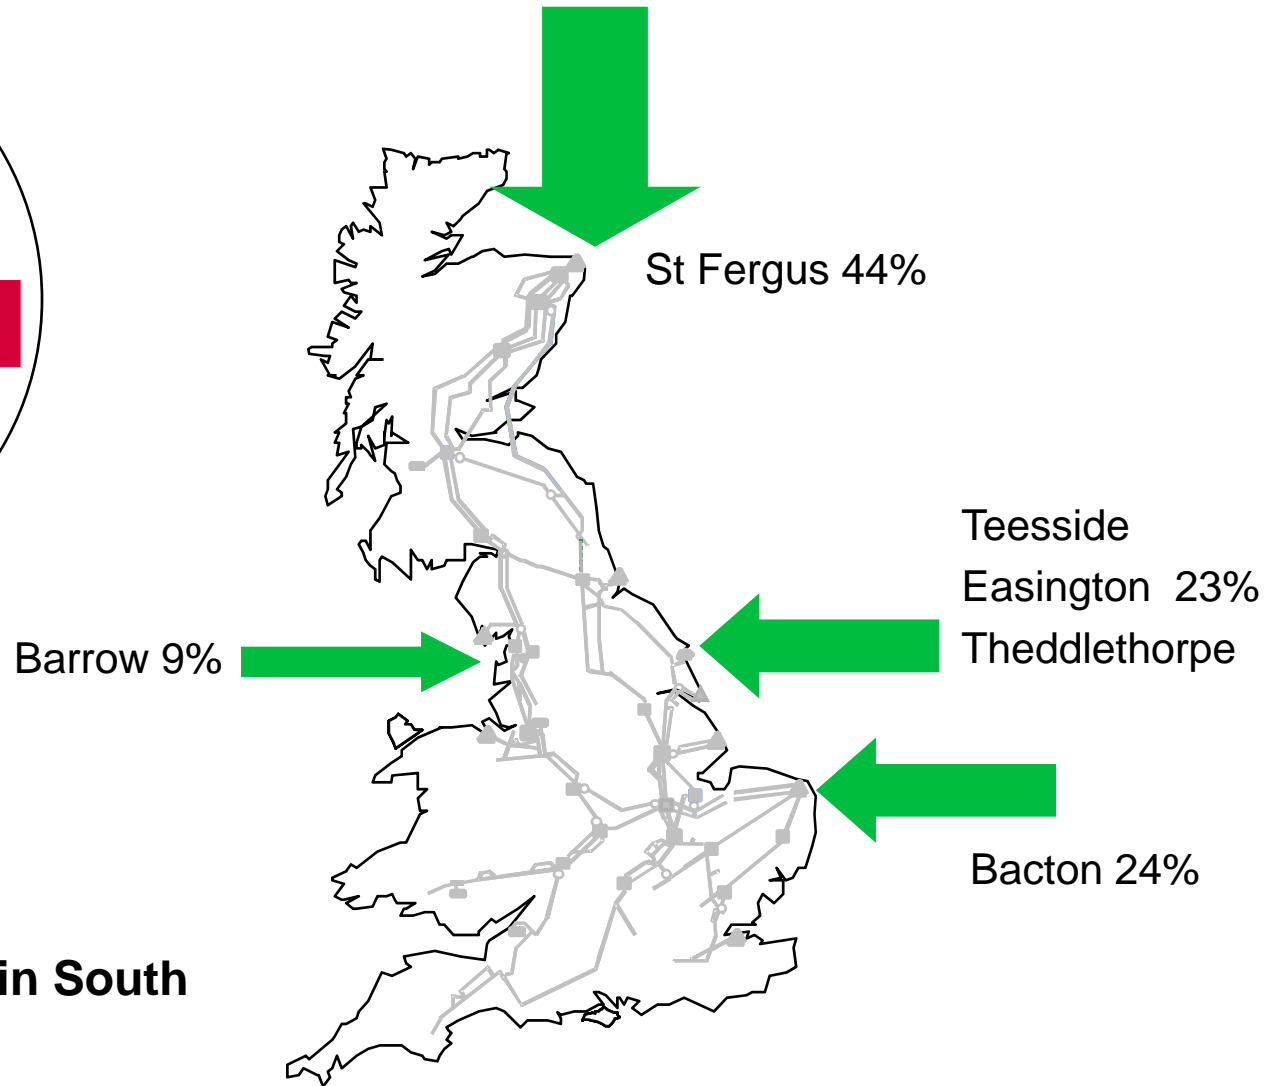 St Fergus 44%
Teesside
Easington 23%
Theddlethorpe
Barrow 9%
Bacton 24%
in South